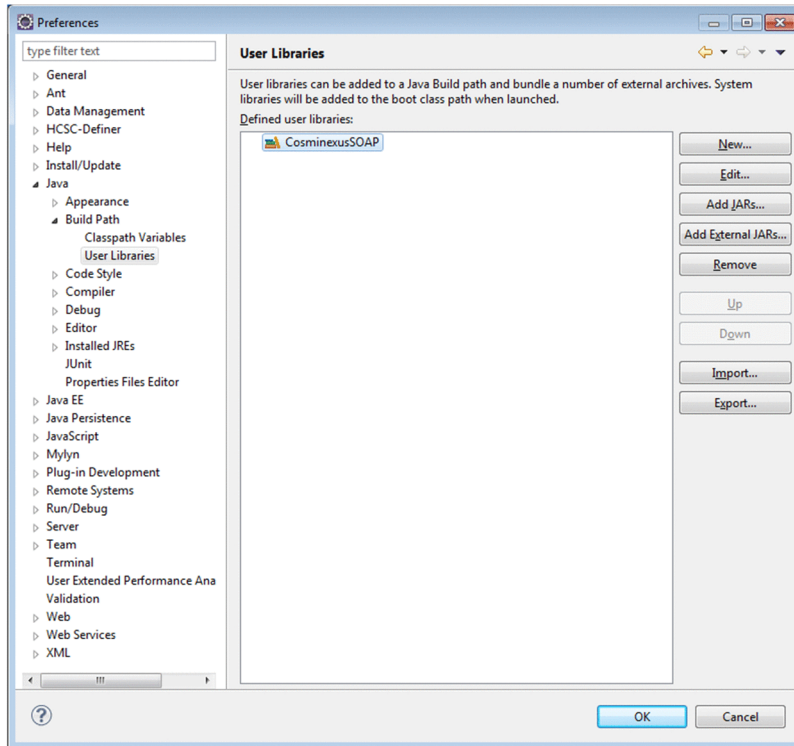 Preferences
type filter text
General
Ant
Data Management
HCSC-Definer
Help
Install/Update
Java
Appearance
Build Path
Classpath Variables
User Libraries
Code Style
Compiler
Debug
Editor
Installed JREs
JUnit
Properties Files Editor
Java EE
Java Persistence
JavaScript
Mylyn
Plug-in Development
Remote Systems
Run/Debug
Server
Team
Terminal
User Extended Performance Ana
Validation
Web
Web Services
XML
User Libraries
User libraries can be added to a Java Build path and bundle a number of external archives. System
libraries will be added to the boot class path when launched.
Defined user libraries:
CosminexusSOAP
New...
Edit...
Add JARs...
Add External JARs...
Remove
Up
Down
Import...
Export...
?
OK
Cancel